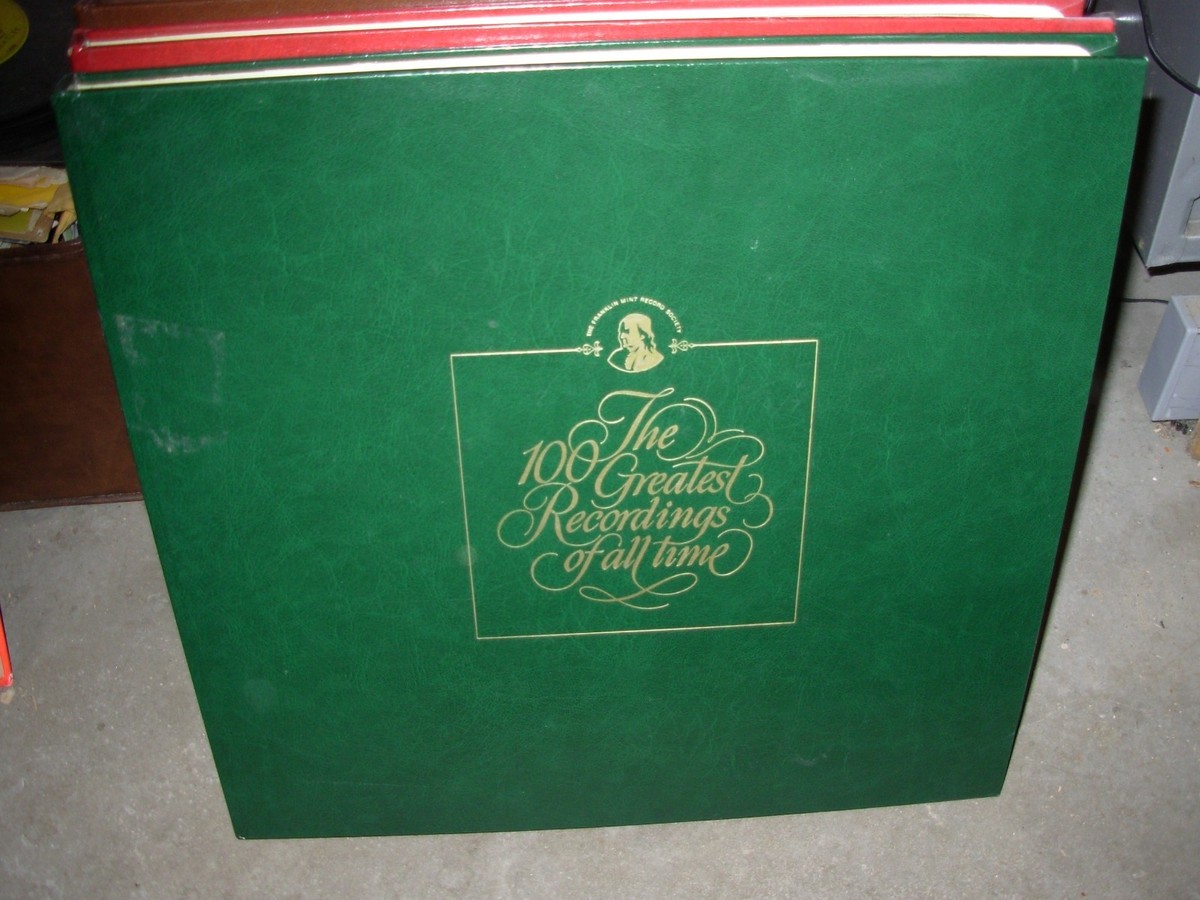 THE FRANKLIN MINT RECORD SOCIETY
The
100 Greatest
Recordings
of all time